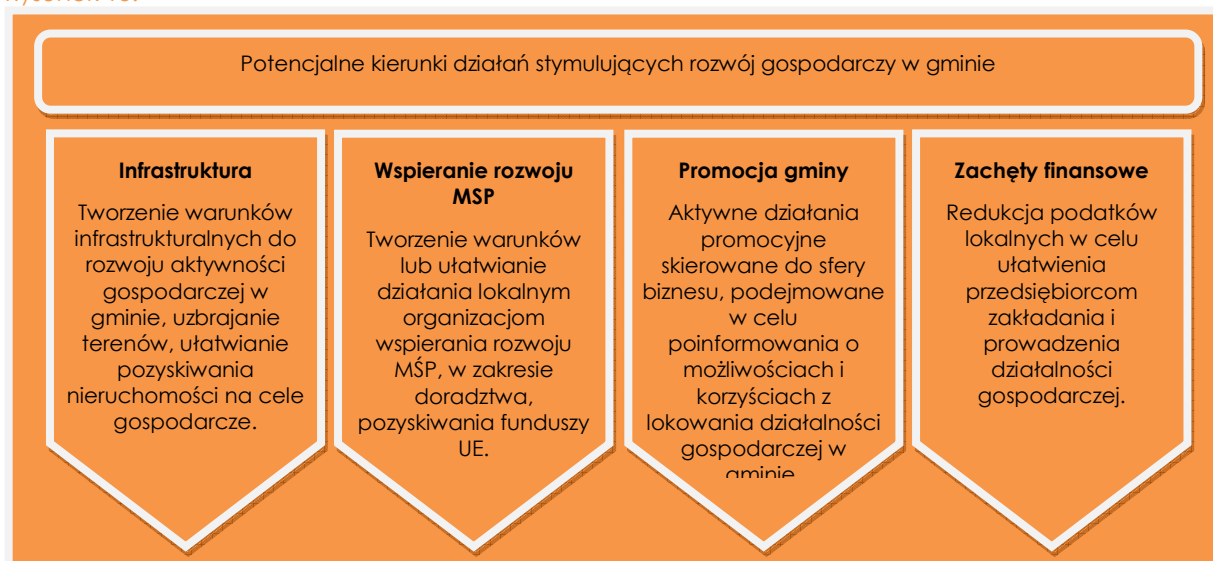 Potencjalne kierunki działań stymulujących rozwój gospodarczy w gminie
Infrastruktura
Tworzenie warunków
infrastrukturalnych do
rozwoju aktywności
gospodarczej w
gminie, uzbrajanie
terenów, ułatwianie
pozyskiwania
nieruchomości na cele
gospodarcze.
Wspieranie rozwoju
MSP
Tworzenie warunków
lub ułatwianie
działania lokalnym
organizacjom
wspierania rozwoju
MŚP, w zakresie
doradztwa,
pozyskiwania funduszy
UE.
Promocja gminy
Aktywne działania
promocyjne
skierowane do sfery
biznesu, podejmowane
w celu
poinformowania o
możliwościach i
korzyściach z
lokowania działalności
gospodarczej w
gminie
Zachęty finansowe
Redukcja podatków
lokalnych w celu
ułatwienia
przedsiębiorcom
zakładania i
prowadzenia
działalności
gospodarczej.